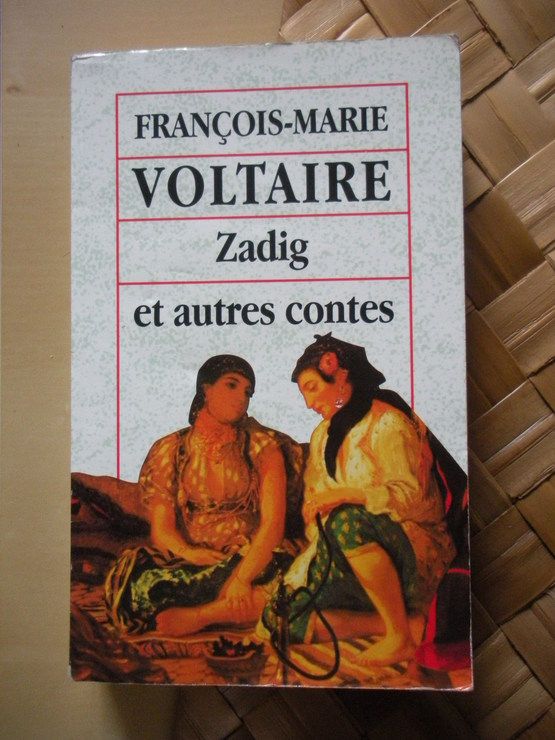 FRANÇOIS-MARIE
VOLTAIRE
Zadig
et autres contes